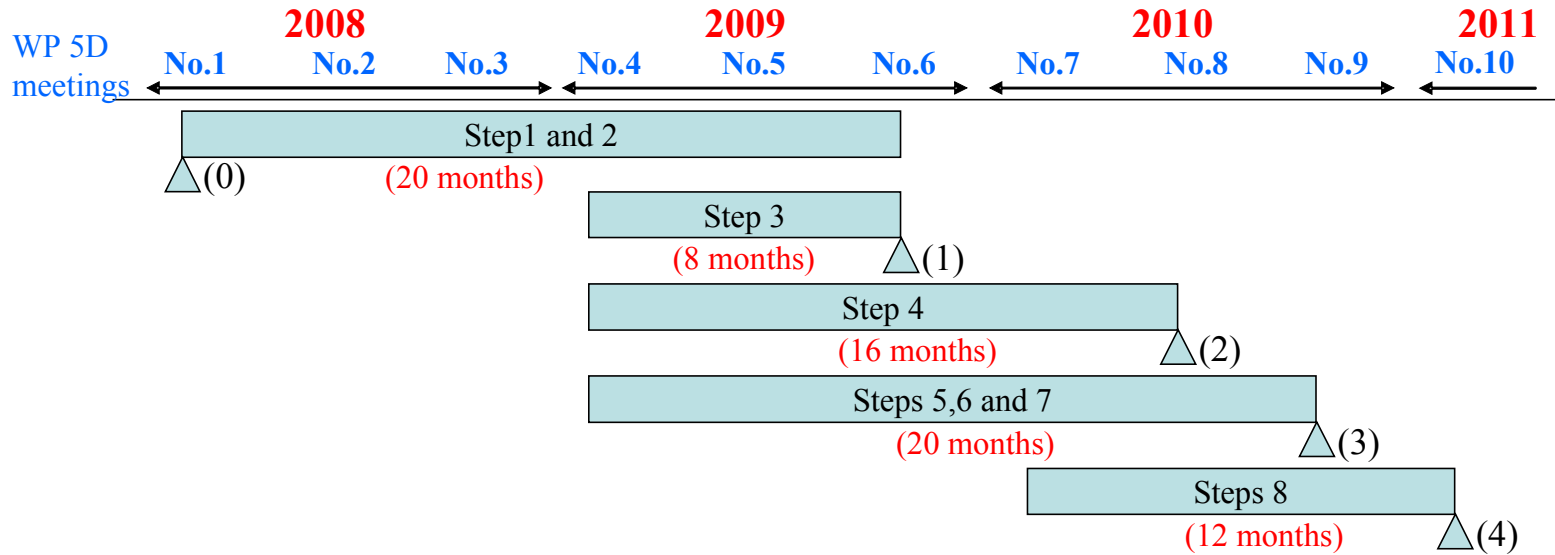 2008 2009 2010 2011
WP 5D
meetings
No.1 No.2 No.3 No.4 No.5 No.6 No.7 No.8 No.9 No.10
Step1 and 2
(0)
(20 months)
Step 3
(8 months)
(1)
Step 4
(16 months)
(2)
Steps 5,6 and 7
(20 months)
(3)
Steps 8
(12 months)
(4)